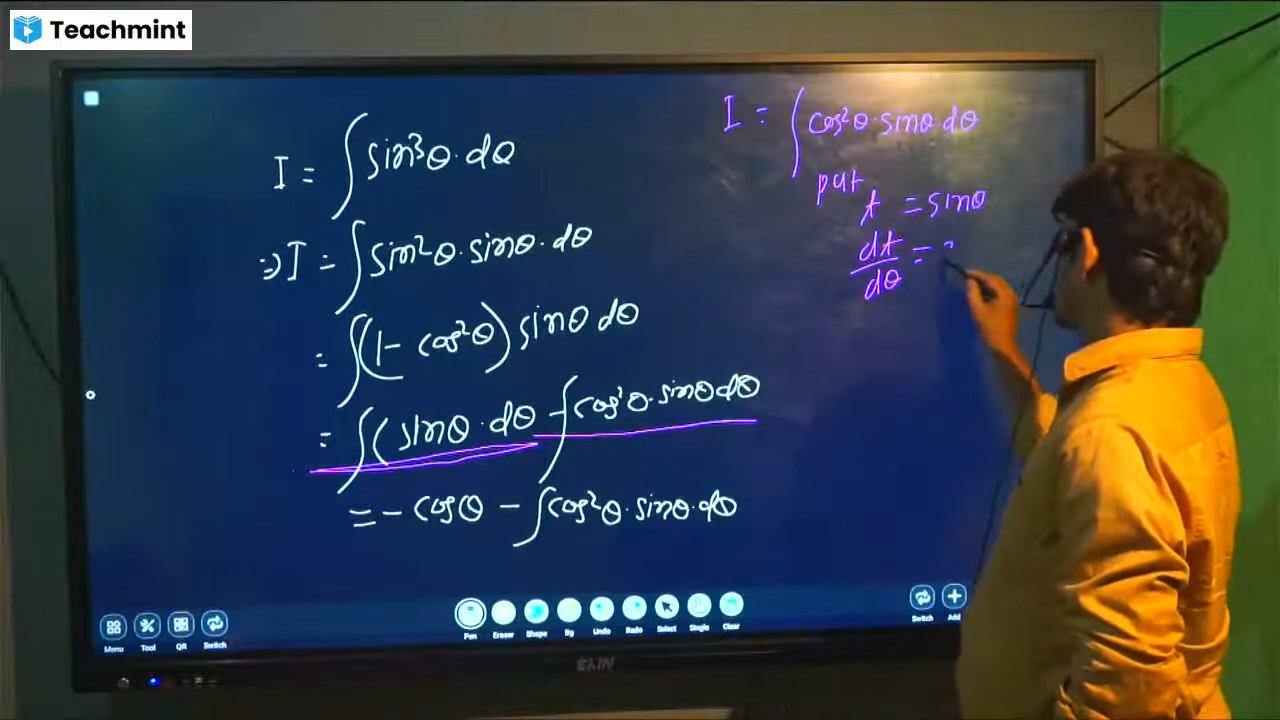 Teachmint
I = ∫ sin³θ · dθ
⇒ I = ∫ sin²θ · sinθ · dθ
= ∫ (1 - cos²θ) sinθ dθ
= ∫ (sinθ · dθ - ∫ cos²θ · sinθ dθ
= - cosθ - ∫ cos²θ · sinθ · dθ
I = ∫ cos²θ · sinθ · dθ
put
t = sinθ
dt/dθ =
Menu Tool QR Switch Pen Eraser Shape Bg Undo Redo Select Single Clear Switch Add